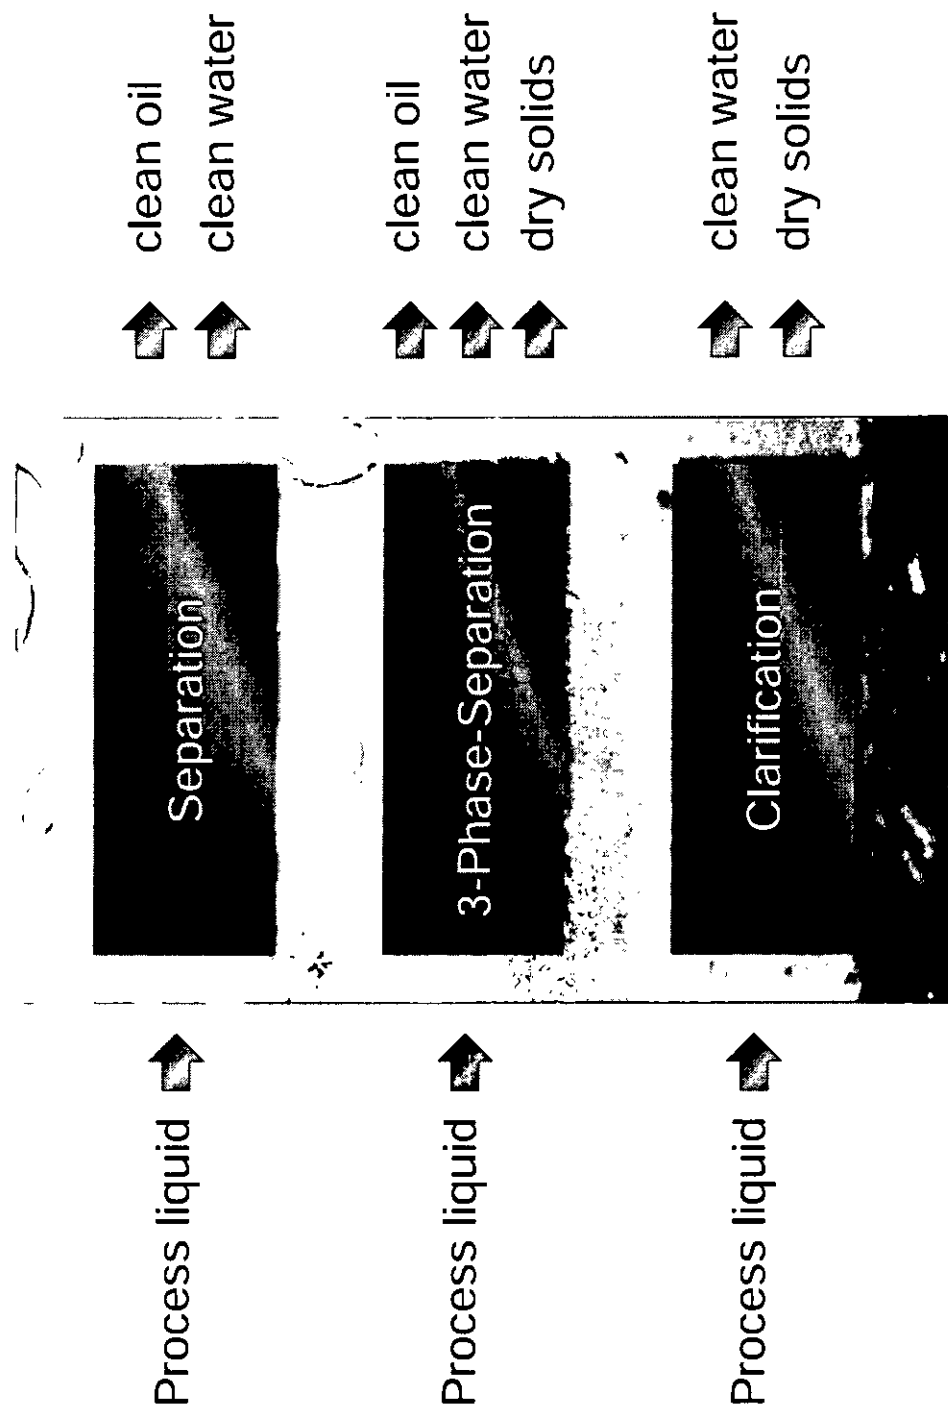 Process liquid
Separation
clean oil
clean water
Process liquid
3-Phase-Separation
clean oil
clean water
dry solids
Process liquid
Clarification
clean water
dry solids